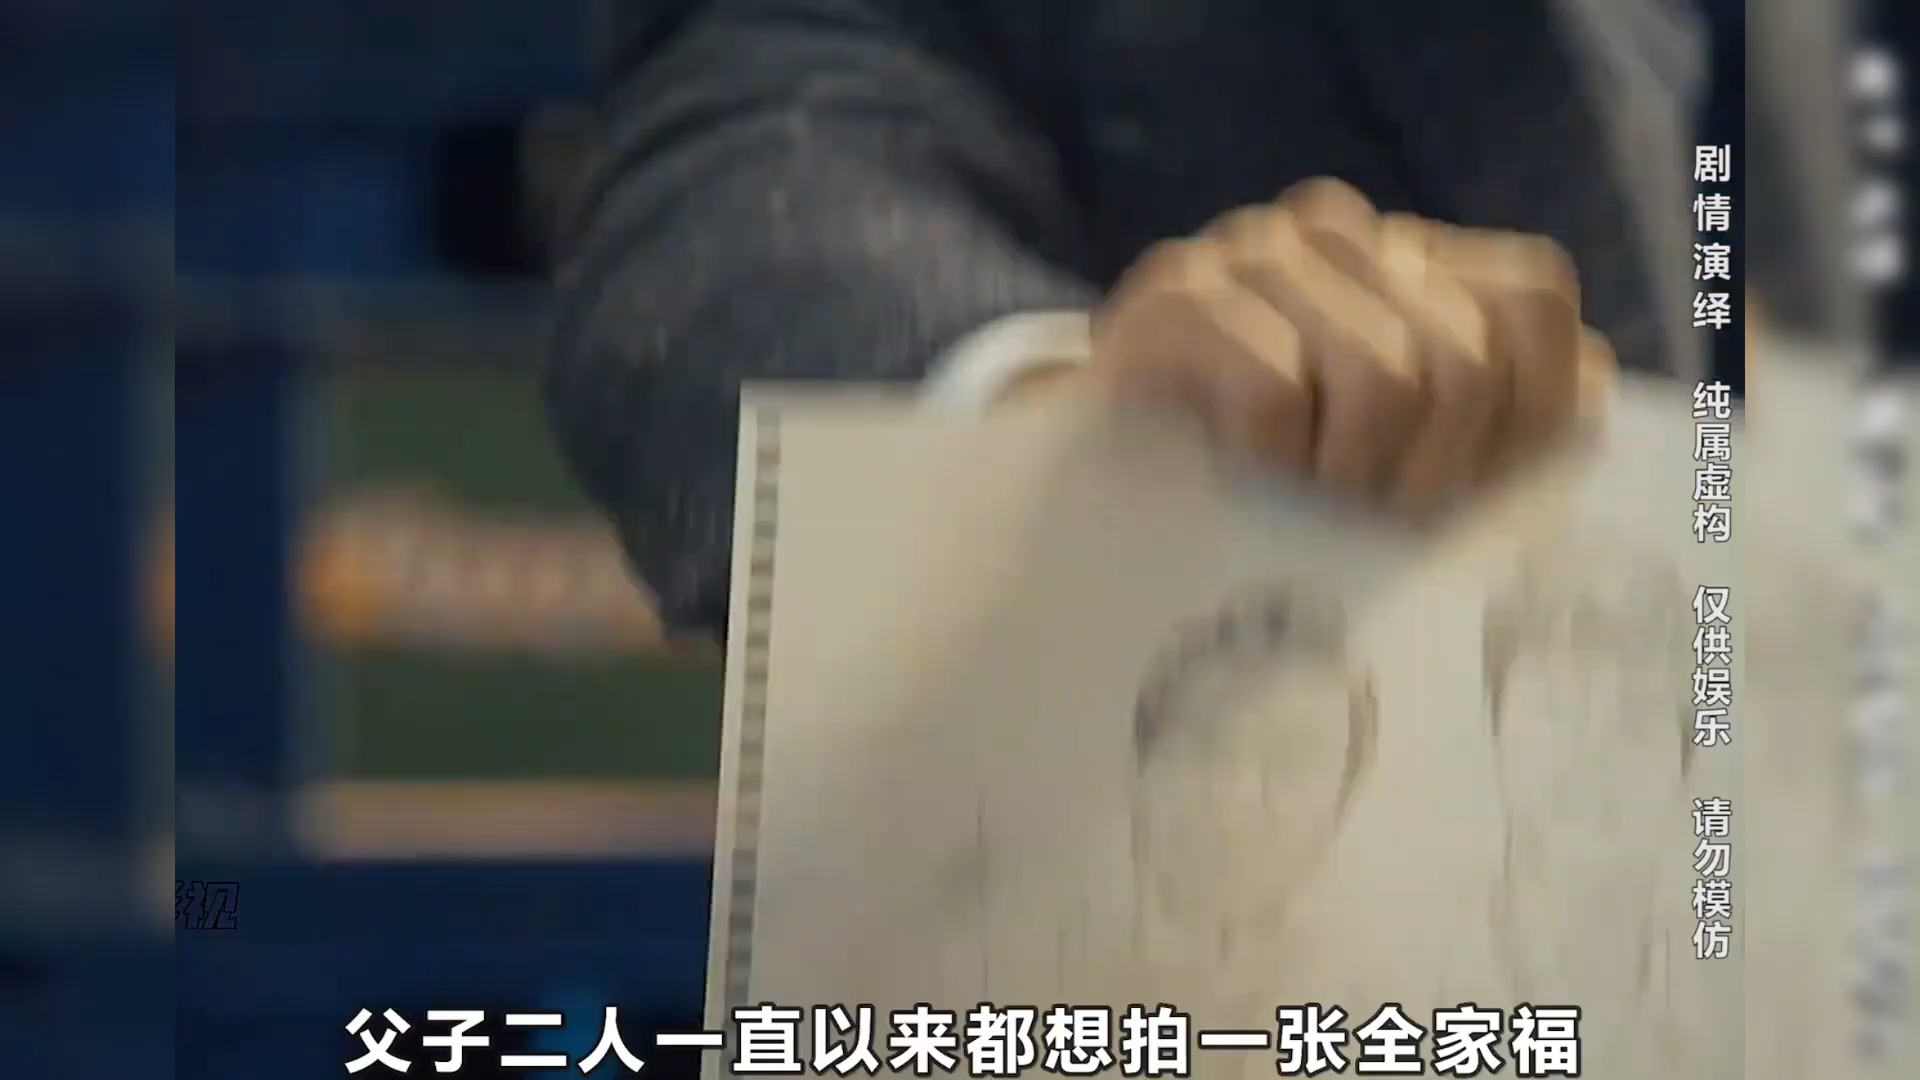 剧情演绎 纯属虚构 仅供娱乐 请勿模仿
视
父子二人一直以来都想拍一张全家福